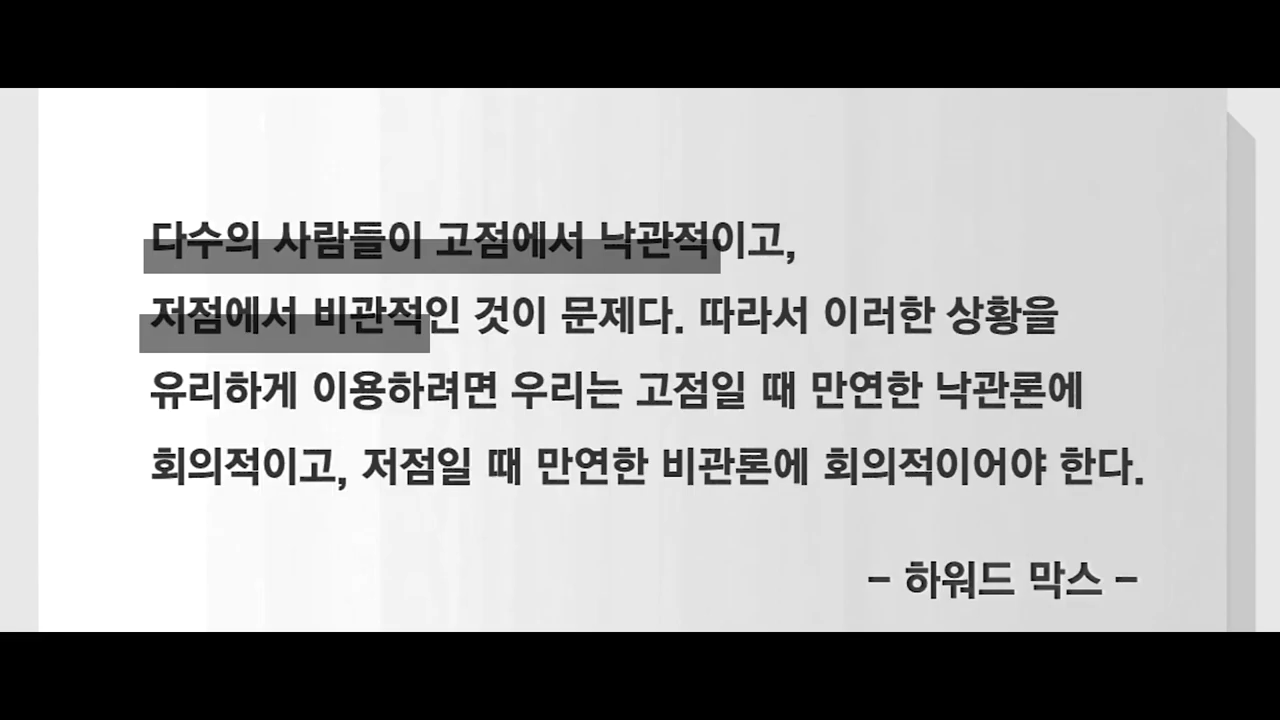 다수의 사람들이 고점에서 낙관적이고,
저점에서 비관적인 것이 문제다. 따라서 이러한 상황을
유리하게 이용하려면 우리는 고점일 때 만연한 낙관론에
회의적이고, 저점일 때 만연한 비관론에 회의적이어야 한다.
– 하워드 막스 –